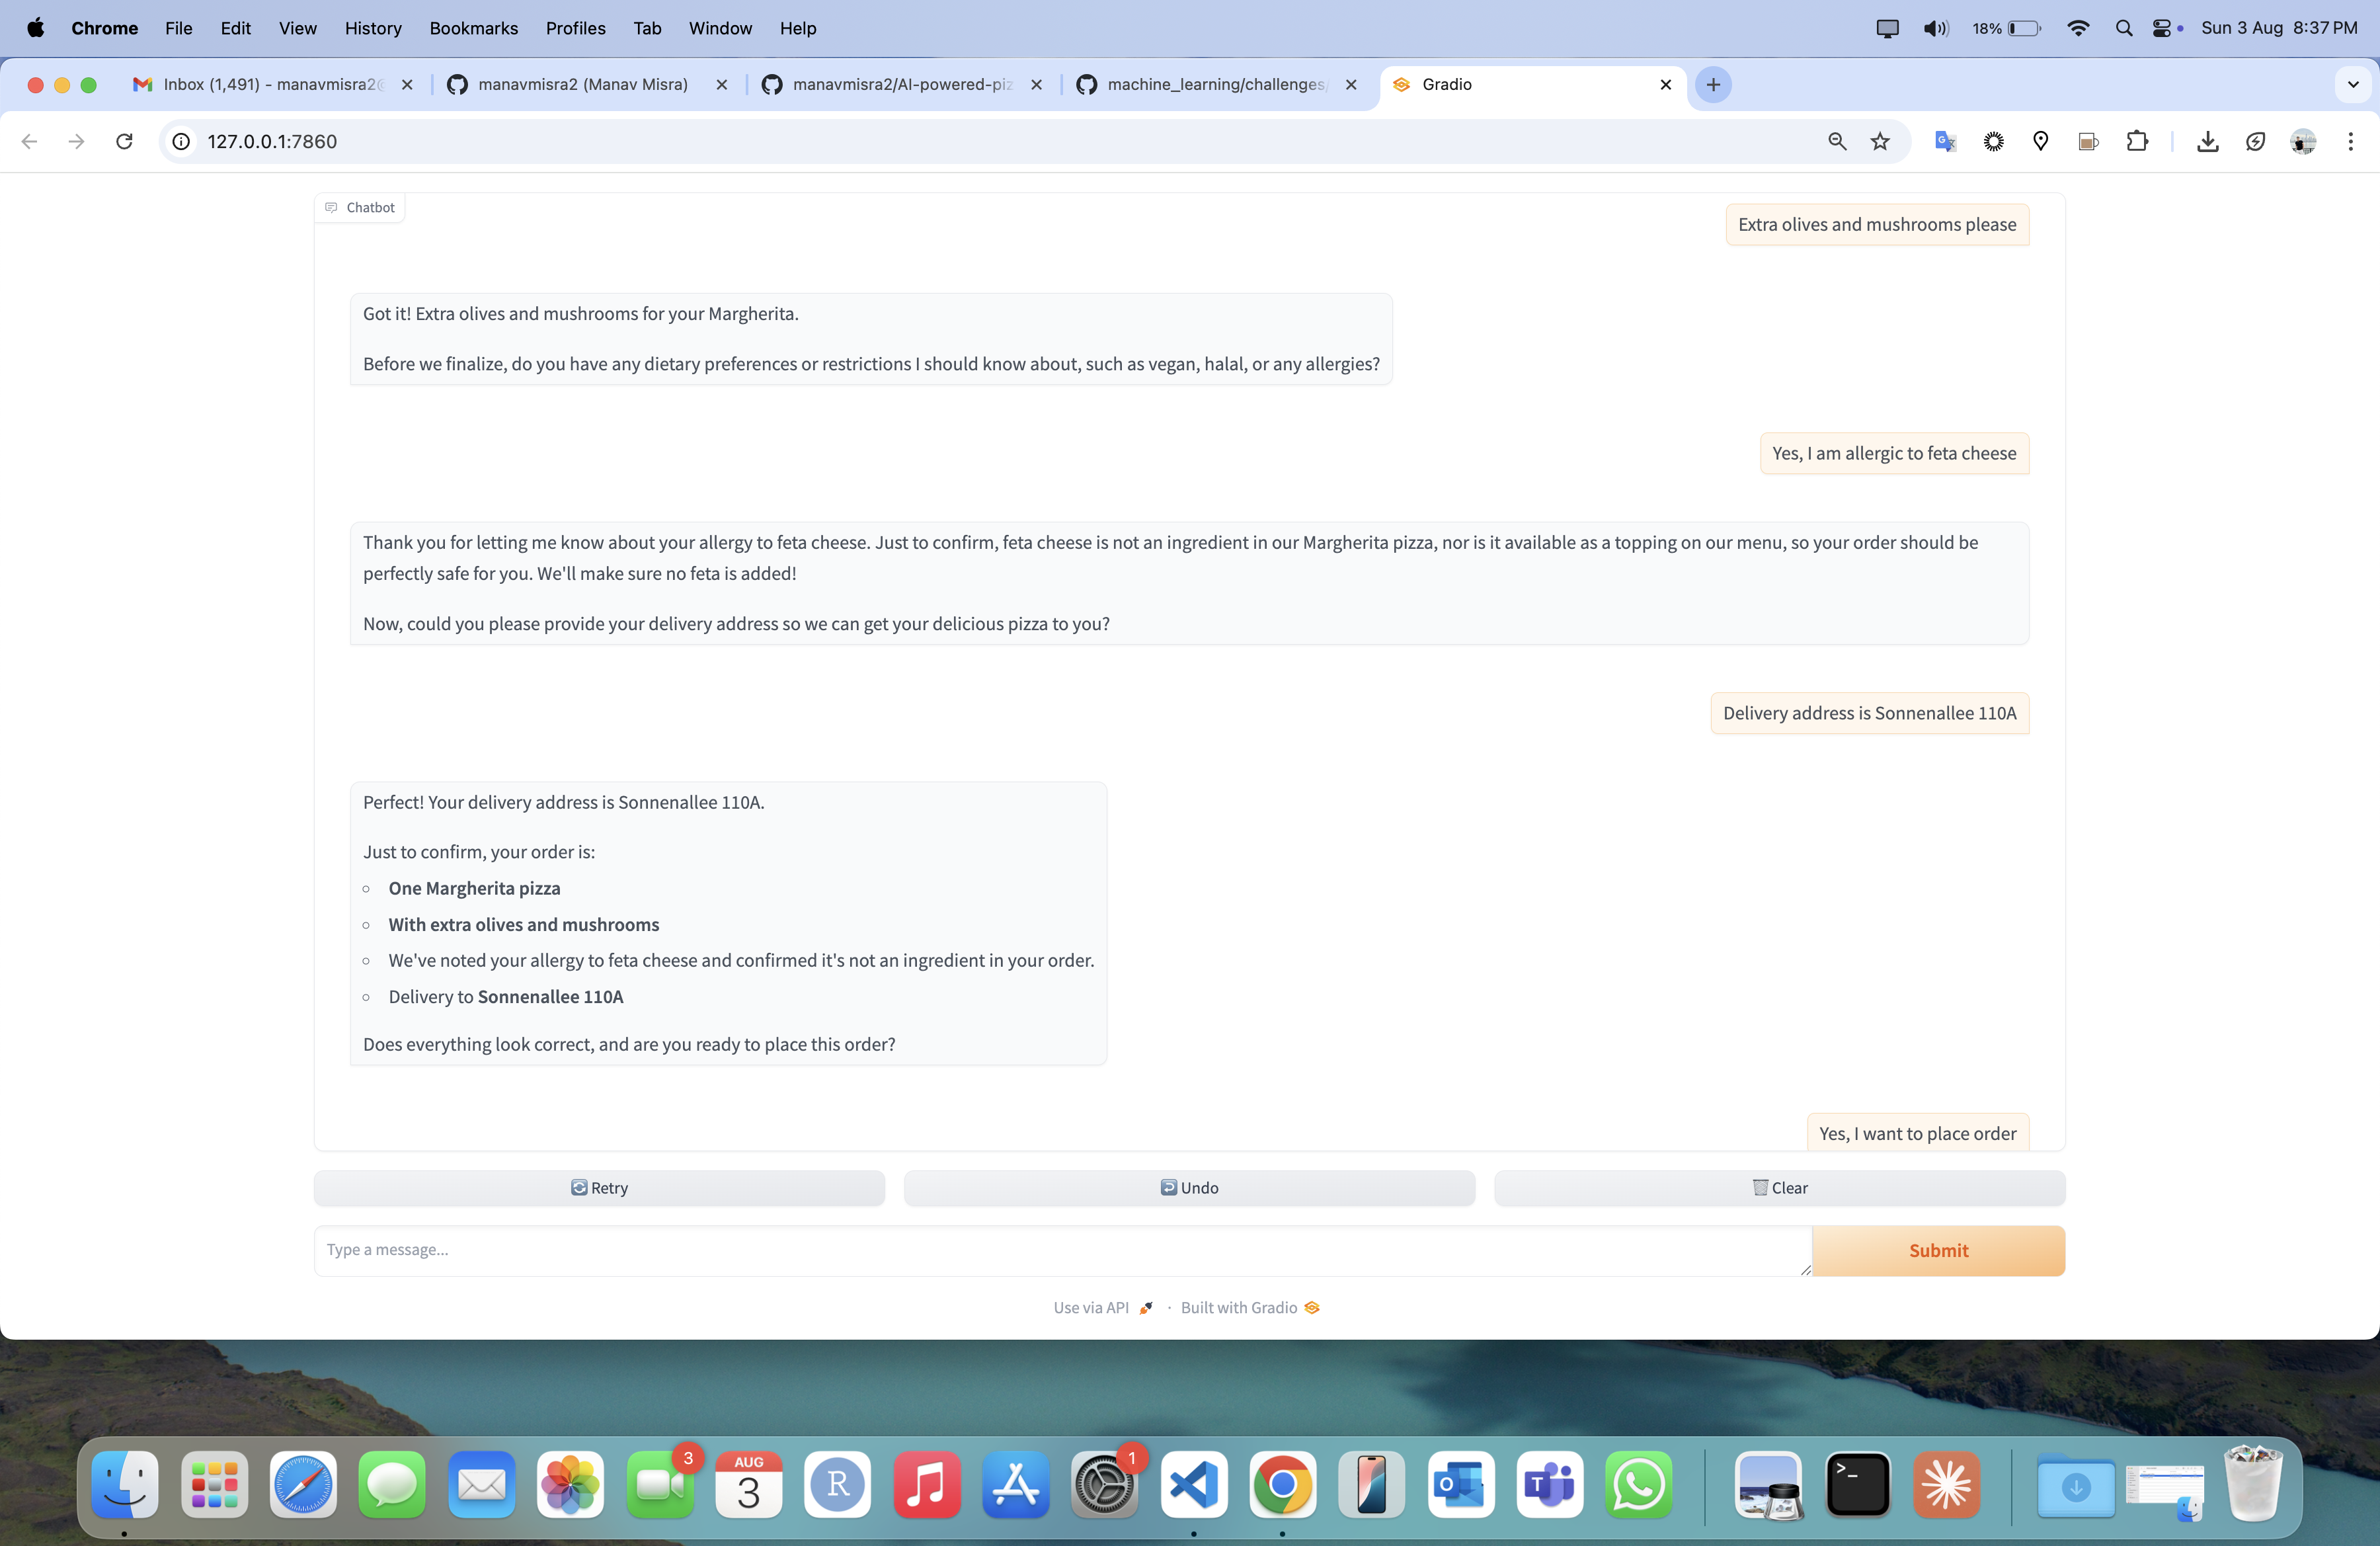 Chrome File Edit View History Bookmarks Profiles Tab Window Help 18% Sun 3 Aug 8:37 PM
Inbox (1,491) - manavmisra2@ manavmisra2 (Manav Misra) manavmisra2/AI-powered-piz machine_learning/challenges/ Gradio
127.0.0.1:7860
Chatbot
Extra olives and mushrooms please
Got it! Extra olives and mushrooms for your Margherita.
Before we finalize, do you have any dietary preferences or restrictions I should know about, such as vegan, halal, or any allergies?
Yes, I am allergic to feta cheese
Thank you for letting me know about your allergy to feta cheese. Just to confirm, feta cheese is not an ingredient in our Margherita pizza, nor is it available as a topping on our menu, so your order should be
perfectly safe for you. We'll make sure no feta is added!
Now, could you please provide your delivery address so we can get your delicious pizza to you?
Delivery address is Sonnenallee 110A
Perfect! Your delivery address is Sonnenallee 110A.
Just to confirm, your order is:
One Margherita pizza
With extra olives and mushrooms
We've noted your allergy to feta cheese and confirmed it's not an ingredient in your order.
Delivery to Sonnenallee 110A
Does everything look correct, and are you ready to place this order?
Yes, I want to place order
Retry Undo Clear
Type a message... Submit
Use via API · Built with Gradio
3 AUG 3 R 1 O T >_